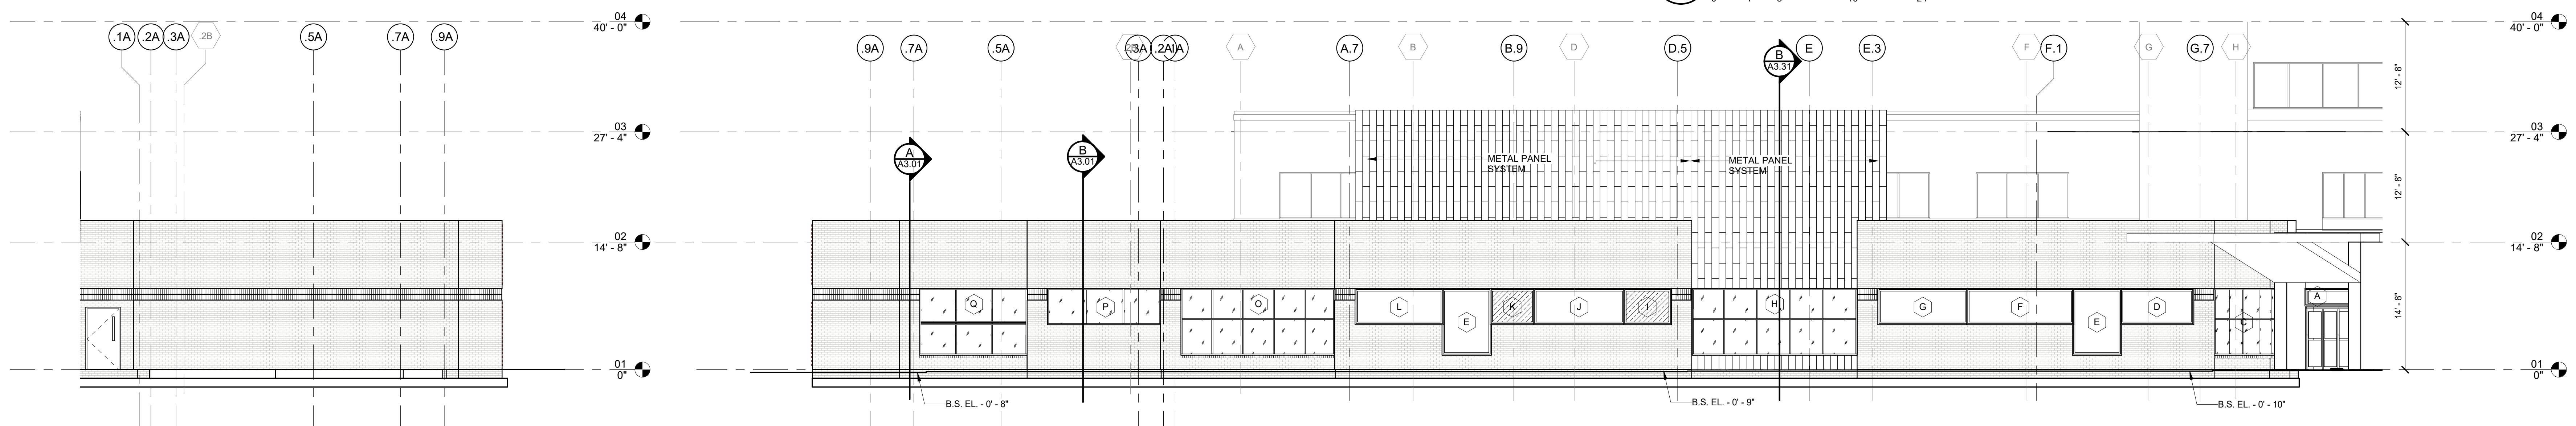 04
40' - 0"
.1A
.2A
.3A
.2B
.5A
.7A
.9A
03
27' - 4"
02
14' - 8"
01
0"
.9A
.7A
.5A
.3A
.2A
.1A
A
A.7
B
B.9
D
D.5
B
A3.31
E
E.3
F
F.1
G
G.7
H
04
40' - 0"
12' - 8"
03
27' - 4"
A
A3.01
B
A3.01
METAL PANEL
SYSTEM
METAL PANEL
SYSTEM
12' - 8"
02
14' - 8"
Q
P
O
L
E
K
J
I
H
G
F
E
D
C
A
14' - 8"
01
0"
B.S. EL. - 0' - 8"
B.S. EL. - 0' - 9"
B.S. EL. - 0' - 10"